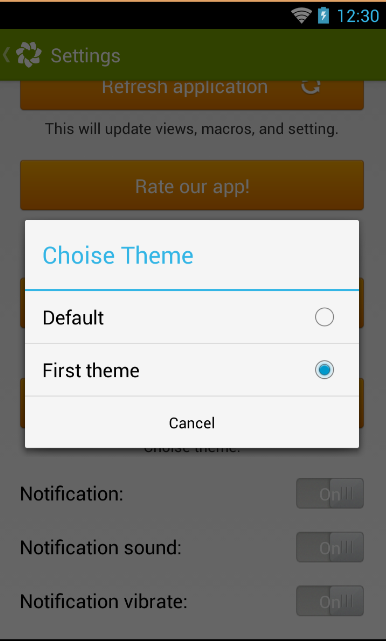 12:30
Settings
Refresh application
This will update views, macros, and setting.
Rate our app!
Choise Theme
Default
First theme
Cancel
Choise theme.
Notification:
On
Notification sound:
On
Notification vibrate:
On